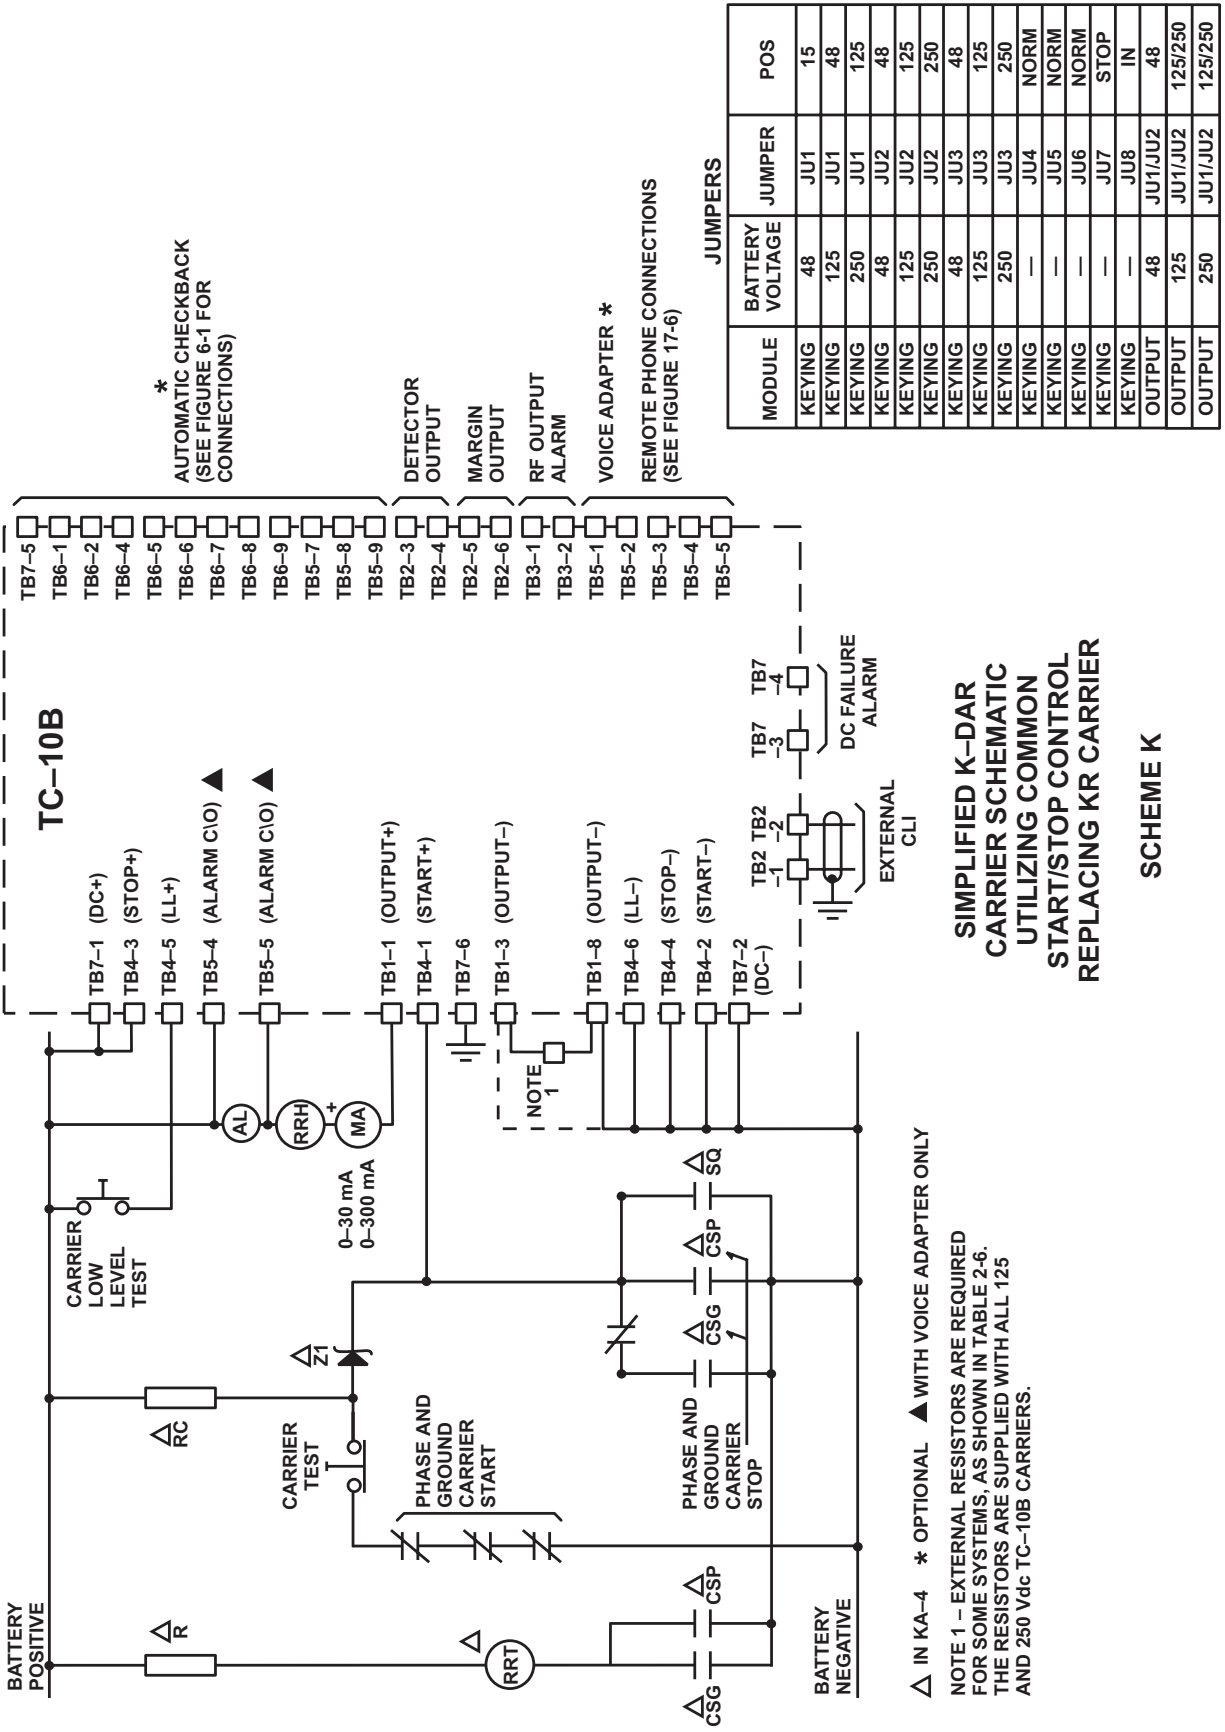 BATTERY
POSITIVE
R
RRT
CSG
CSP
BATTERY
NEGATIVE
RC
CARRIER
TEST
PHASE AND
GROUND
CARRIER
START
Z1
PHASE AND
GROUND
CARRIER
STOP
CSG
CSP
SQ
CARRIER
LOW
LEVEL
TEST
0–30 mA
0–300 mA
AL
RRH
+
MA
NOTE
1
TC–10B
TB7–1 (DC+)
TB4–3 (STOP+)
TB4–5 (LL+)
TB5–4 (ALARM C\O)
TB5–5 (ALARM C\O)
TB1–1 (OUTPUT+)
TB4–1 (START+)
TB7–6
TB1–3 (OUTPUT–)
TB1–8 (OUTPUT–)
TB4–6 (LL–)
TB4–4 (STOP–)
TB4–2 (START–)
TB7–2
(DC–)
TB2
–1
TB2
–2
EXTERNAL
CLI
TB7
–3
TB7
–4
DC FAILURE
ALARM
TB7–5
TB6–1
TB6–2
TB6–4
TB6–5
TB6–6
TB6–7
TB6–8
TB6–9
TB5–7
TB5–8
TB5–9
TB2–3
TB2–4
TB2–5
TB2–6
TB3–1
TB3–2
TB5–1
TB5–2
TB5–3
TB5–4
TB5–5
*
AUTOMATIC CHECKBACK
(SEE FIGURE 6-1 FOR
CONNECTIONS)
DETECTOR
OUTPUT
MARGIN
OUTPUT
RF OUTPUT
ALARM
VOICE ADAPTER *
REMOTE PHONE CONNECTIONS
(SEE FIGURE 17-6)
△ IN KA–4 * OPTIONAL ▲ WITH VOICE ADAPTER ONLY
NOTE 1 – EXTERNAL RESISTORS ARE REQUIRED
FOR SOME SYSTEMS, AS SHOWN IN TABLE 2-6.
THE RESISTORS ARE SUPPLIED WITH ALL 125
AND 250 Vdc TC–10B CARRIERS.
SIMPLIFIED K–DAR
CARRIER SCHEMATIC
UTILIZING COMMON
START/STOP CONTROL
REPLACING KR CARRIER
SCHEME K
JUMPERS
MODULE BATTERY VOLTAGE JUMPER POS
KEYING 48 JU1 15
KEYING 125 JU1 48
KEYING 250 JU1 125
KEYING 48 JU2 48
KEYING 125 JU2 125
KEYING 250 JU2 250
KEYING 48 JU3 48
KEYING 125 JU3 125
KEYING 250 JU3 250
KEYING — JU4 NORM
KEYING — JU5 NORM
KEYING — JU6 NORM
KEYING — JU7 STOP
KEYING — JU8 IN
OUTPUT 48 JU1/JU2 48
OUTPUT 125 JU1/JU2 125/250
OUTPUT 250 JU1/JU2 125/250